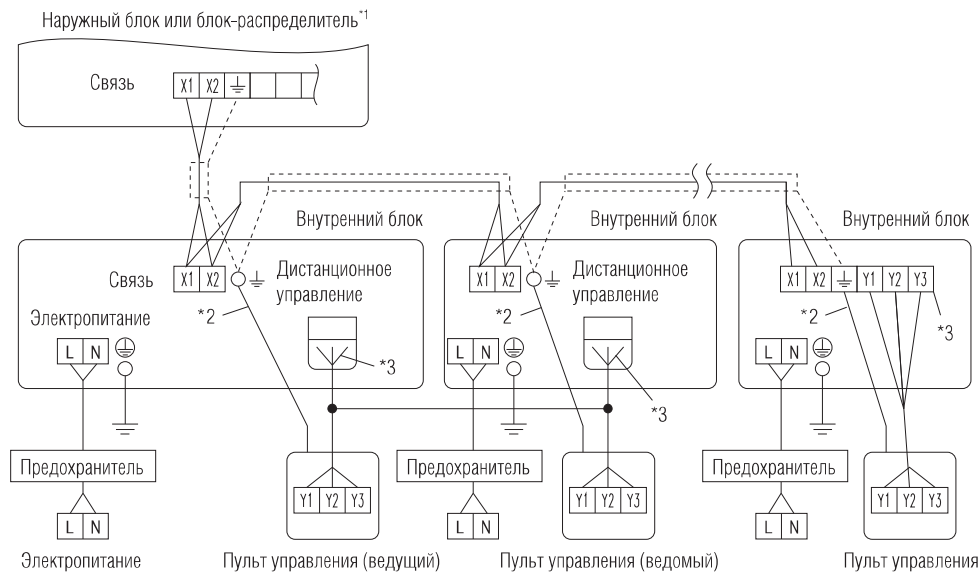 Наружный блок или блок-распределитель*1
Связь
X1 X2
Внутренний блок
Внутренний блок
Внутренний блок
Связь
X1 X2
Дистанционное
управление
X1 X2
Дистанционное
управление
X1 X2 Y1 Y2 Y3
Электропитание
*2
*2
*2
*3
L N
*3
L N
*3
L N
Предохранитель
Предохранитель
Предохранитель
Y1 Y2 Y3
Y1 Y2 Y3
Y1 Y2 Y3
L N
L N
L N
Электропитание
Пульт управления (ведущий)
Пульт управления (ведомый)
Пульт управления